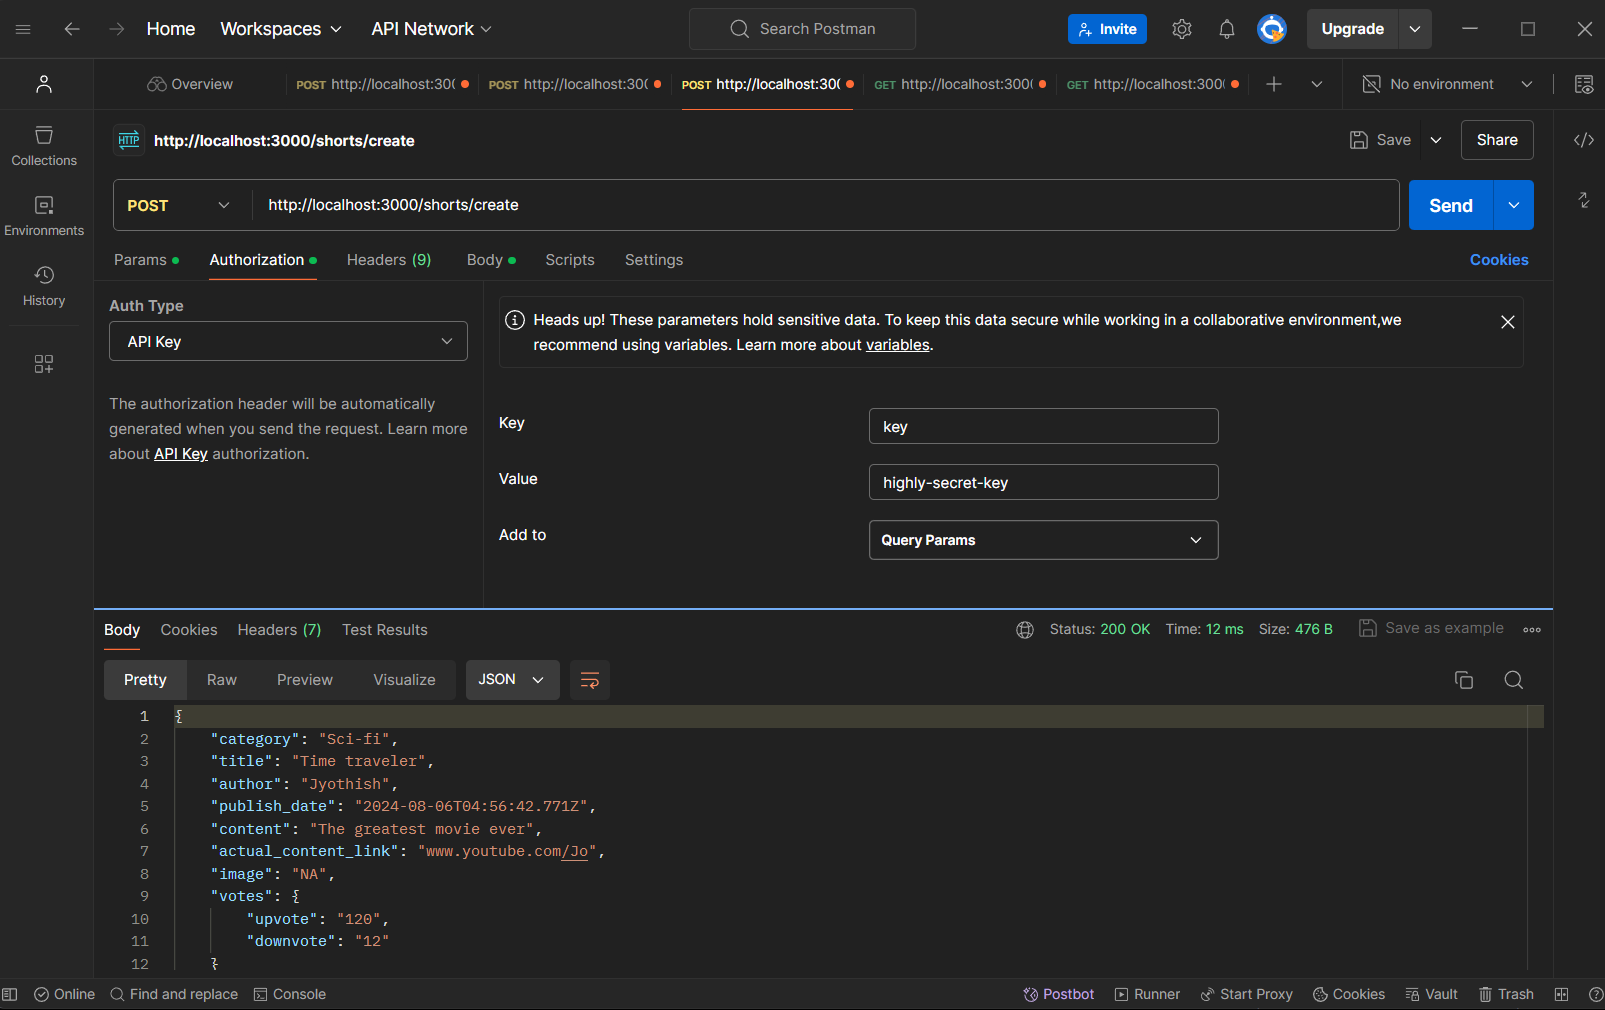 Home Workspaces API Network Search Postman Invite Upgrade
Overview POST http://localhost:300 POST http://localhost:300 POST http://localhost:300 GET http://localhost:300 GET http://localhost:300 No environment
HTTP http://localhost:3000/shorts/create Save Share
Collections
POST http://localhost:3000/shorts/create Send
Environments
Params Authorization Headers (9) Body Scripts Settings Cookies
History
Auth Type
API Key
The authorization header will be automatically
generated when you send the request. Learn more
about API Key authorization.
Heads up! These parameters hold sensitive data. To keep this data secure while working in a collaborative environment,we
recommend using variables. Learn more about variables.
Key key
Value highly-secret-key
Add to Query Params
Body Cookies Headers (7) Test Results Status: 200 OK Time: 12 ms Size: 476 B Save as example
Pretty Raw Preview Visualize JSON
1 {
2 "category": "Sci-fi",
3 "title": "Time traveler",
4 "author": "Jyothish",
5 "publish_date": "2024-08-06T04:56:42.771Z",
6 "content": "The greatest movie ever",
7 "actual_content_link": "www.youtube.com/Jo",
8 "image": "NA",
9 "votes": {
10 "upvote": "120",
11 "downvote": "12"
12 }
Online Find and replace Console Postbot Runner Start Proxy Cookies Vault Trash